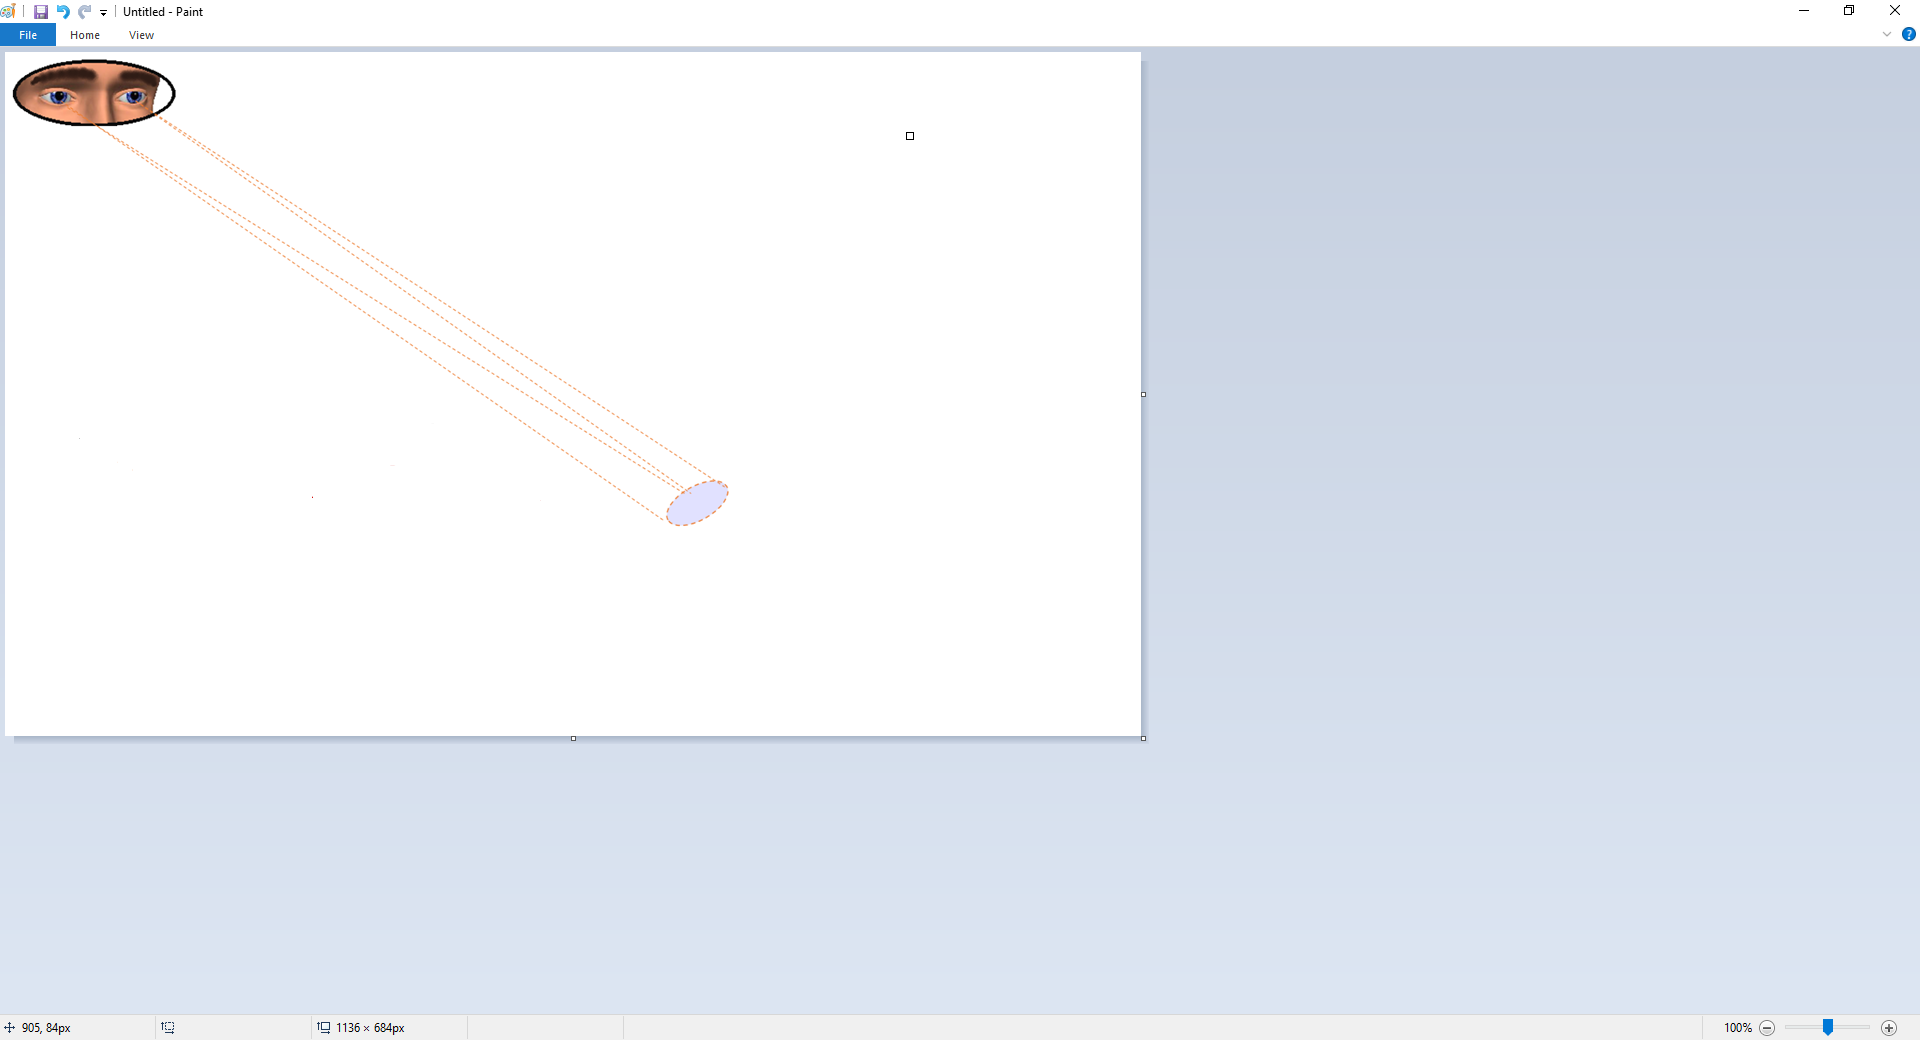 Untitled - Paint
File Home View
?
905, 84px
1136 × 684px
100%